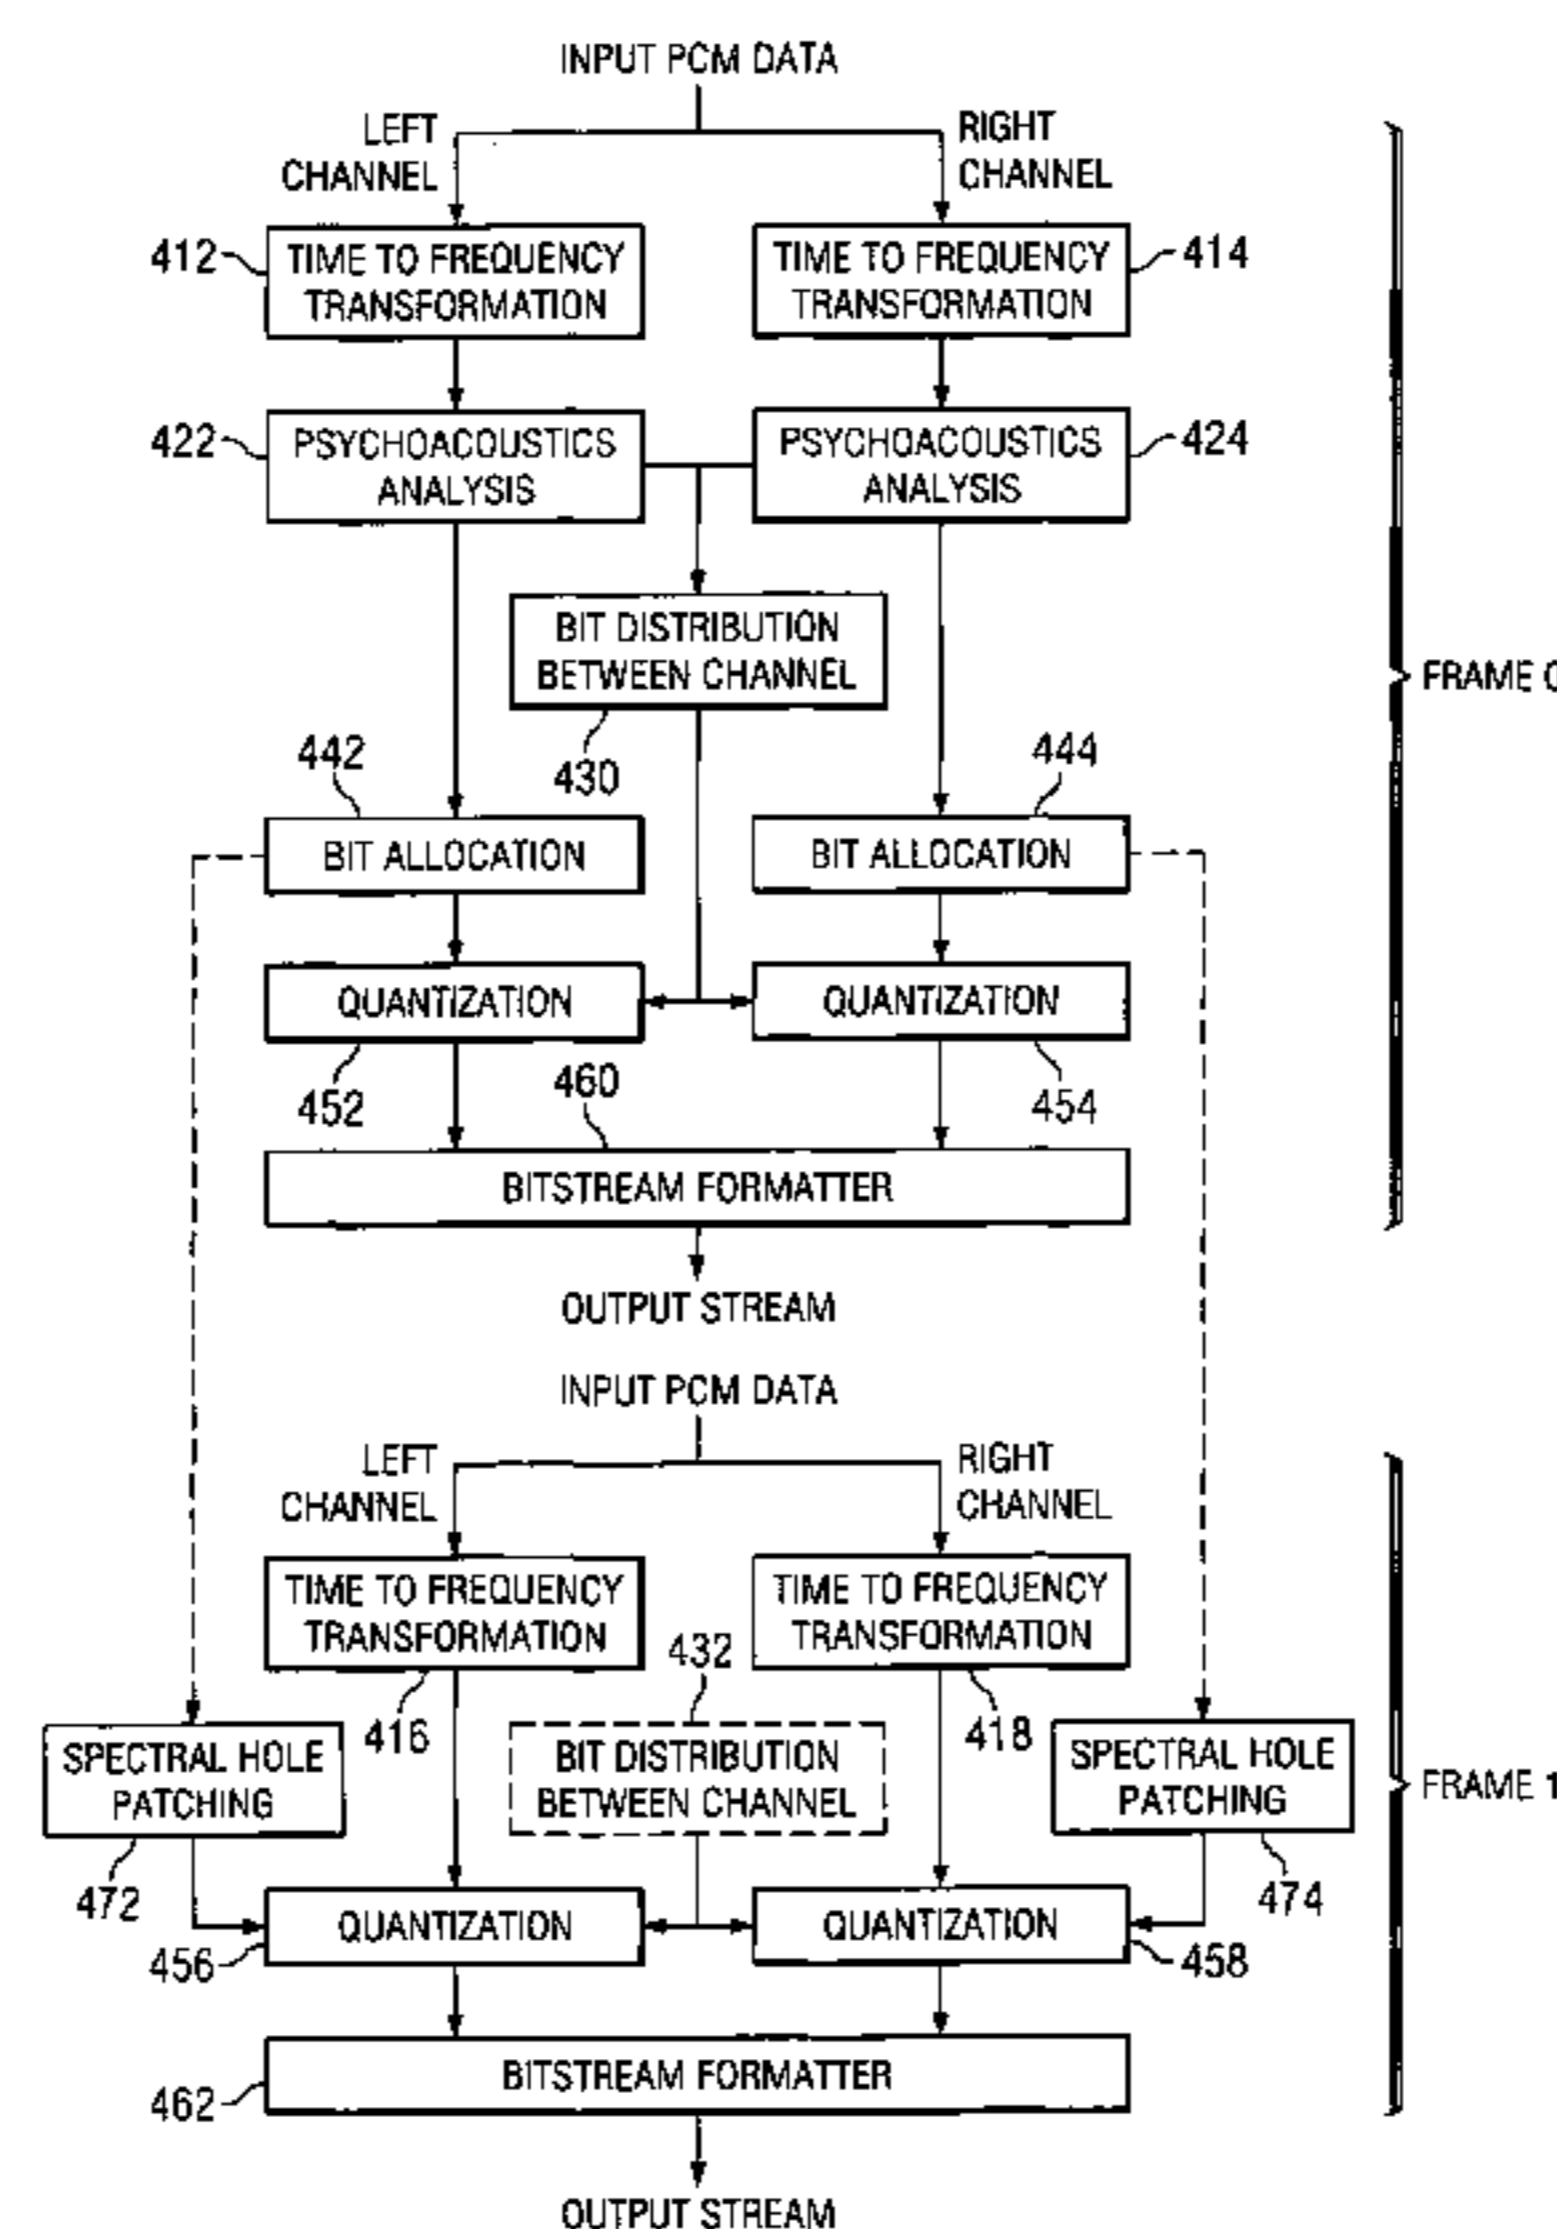 INPUT PCM DATA
LEFT
CHANNEL
RIGHT
CHANNEL
412
TIME TO FREQUENCY
TRANSFORMATION
TIME TO FREQUENCY
TRANSFORMATION
414
422
PSYCHOACOUSTICS
ANALYSIS
PSYCHOACOUSTICS
ANALYSIS
424
BIT DISTRIBUTION
BETWEEN CHANNEL
FRAME 0
430
442
444
BIT ALLOCATION
BIT ALLOCATION
QUANTIZATION
QUANTIZATION
452
460
454
BITSTREAM FORMATTER
OUTPUT STREAM
INPUT PCM DATA
LEFT
CHANNEL
RIGHT
CHANNEL
TIME TO FREQUENCY
TRANSFORMATION
TIME TO FREQUENCY
TRANSFORMATION
432
416
418
SPECTRAL HOLE
PATCHING
BIT DISTRIBUTION
BETWEEN CHANNEL
SPECTRAL HOLE
PATCHING
FRAME 1
472
474
QUANTIZATION
QUANTIZATION
456
458
BITSTREAM FORMATTER
462
OUTPUT STREAM